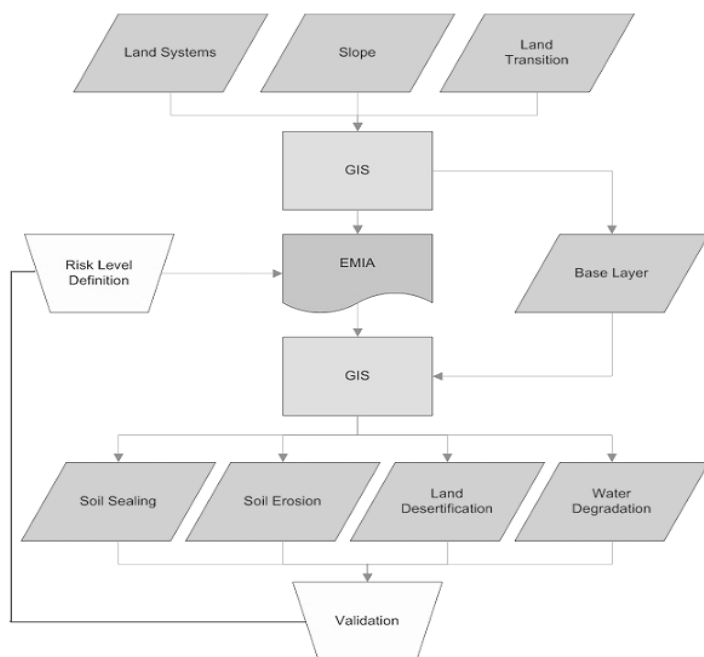 Land Systems
Slope
Land
Transition
GIS
Risk Level
Definition
EMIA
Base Layer
GIS
Soil Sealing
Soil Erosion
Land
Desertification
Water
Degradation
Validation